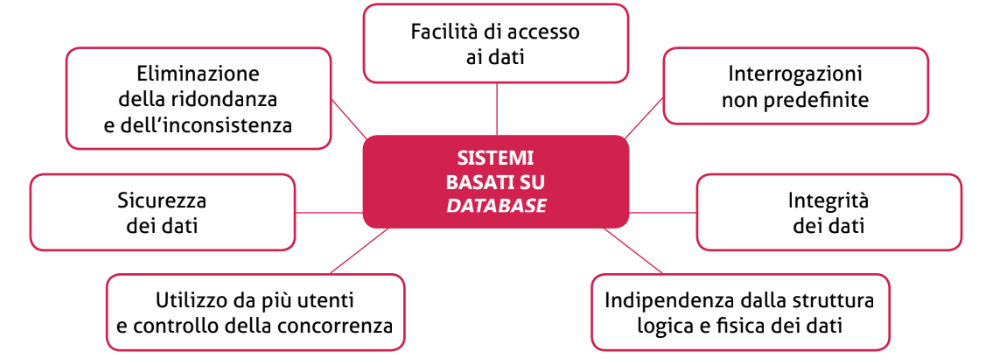 Facilità di accesso
ai dati
Eliminazione
della ridondanza
e dell'inconsistenza
Interrogazioni
non predefinite
SISTEMI
BASATI SU
DATABASE
Sicurezza
dei dati
Integrità
dei dati
Utilizzo da più utenti
e controllo della concorrenza
Indipendenza dalla struttura
logica e fisica dei dati